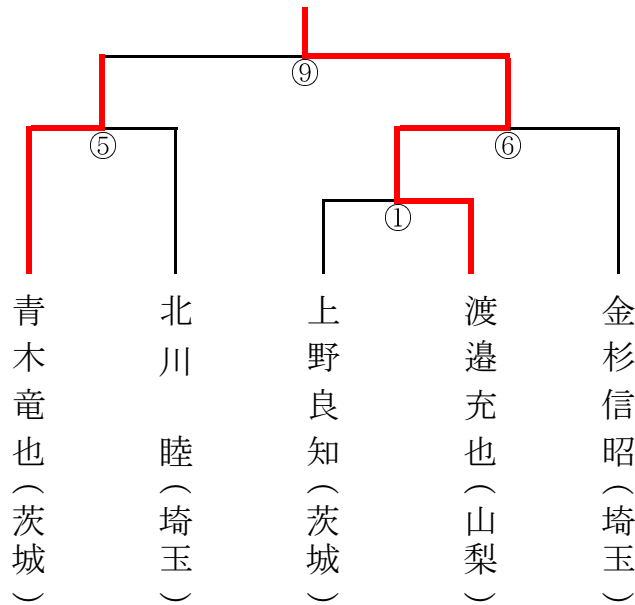 ⑨
⑤
⑥
①
青木竜也(茨城)
北川　睦(埼玉)
上野良知(茨城)
渡邉充也(山梨)
金杉信昭(埼玉)